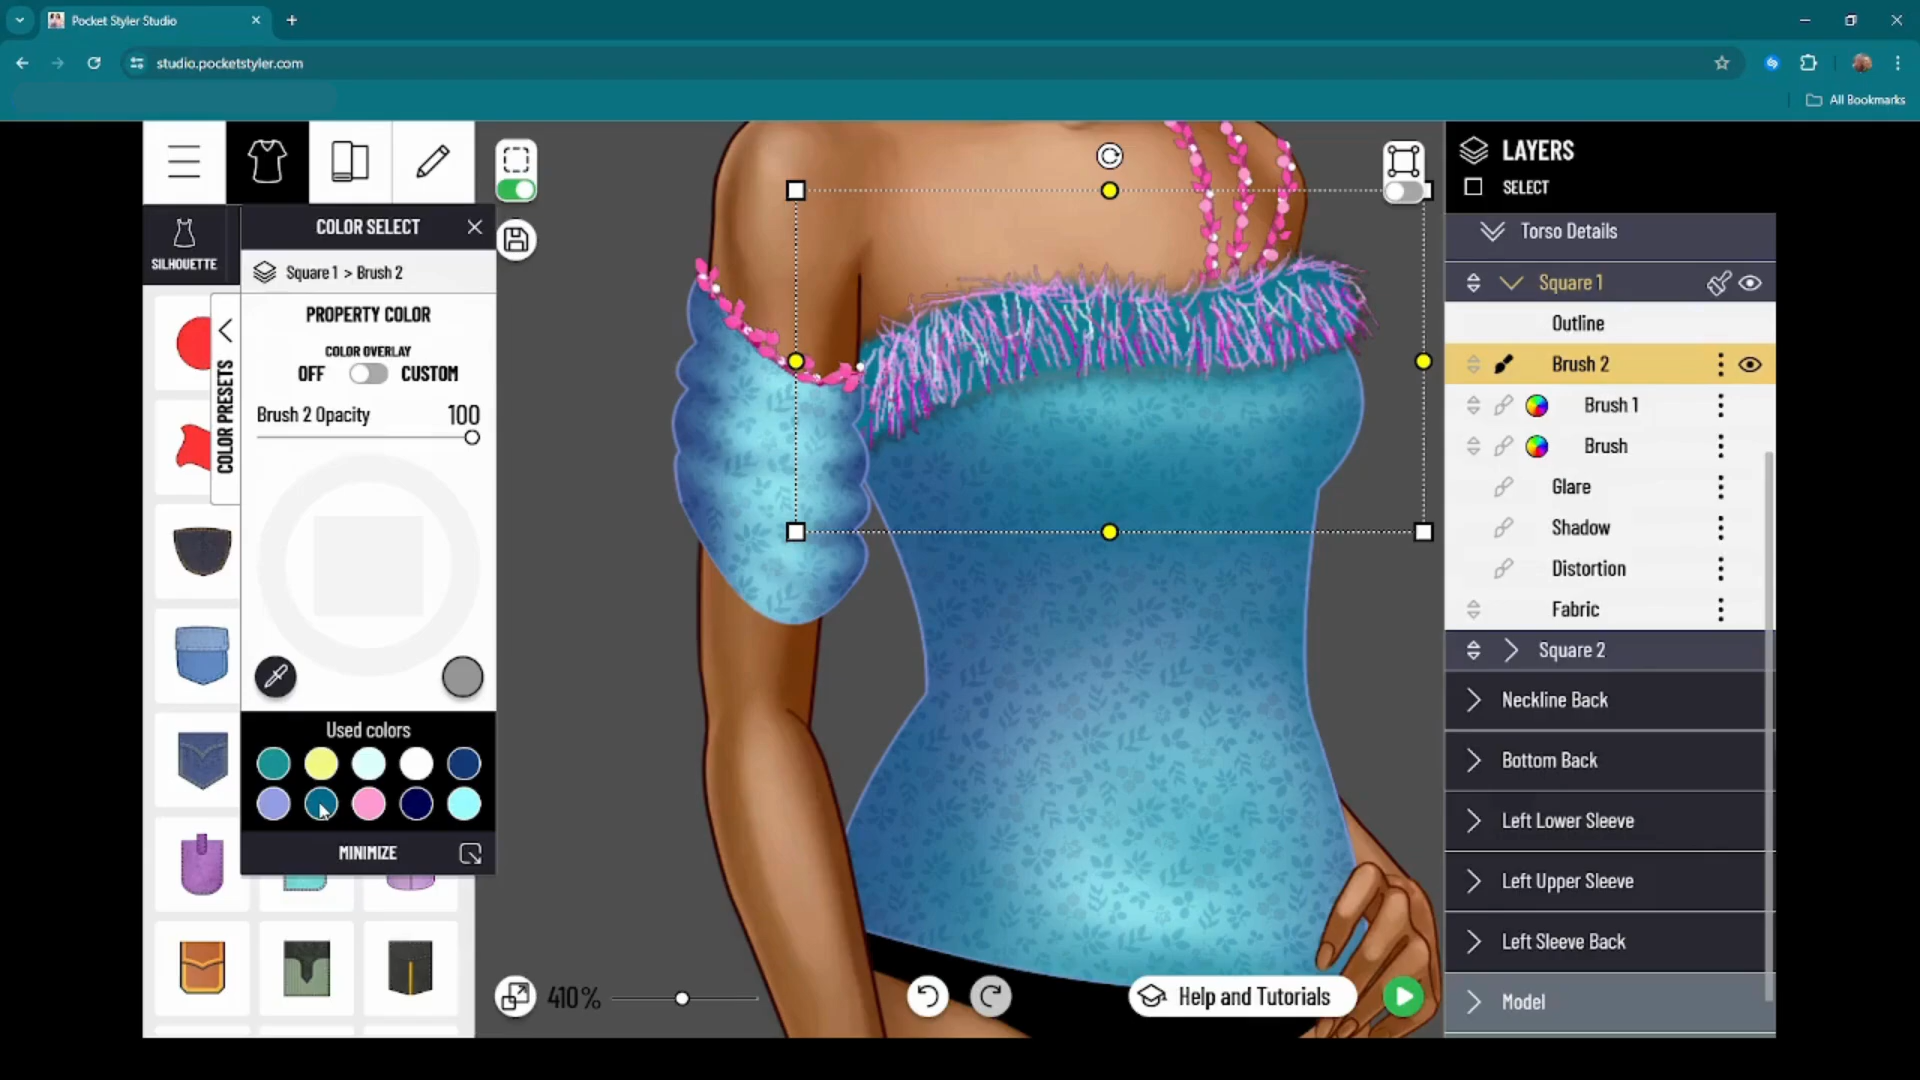 Pocket Styler Studio
studio.pocketstyler.com
All Bookmarks
SILHOUETTE
COLOR SELECT
Square 1 > Brush 2
PROPERTY COLOR
COLOR OVERLAY
OFF
CUSTOM
Brush 2 Opacity
100
COLOR PRESETS
Used colors
MINIMIZE
410%
Help and Tutorials
LAYERS
SELECT
Torso Details
Square 1
Outline
Brush 2
Brush 1
Brush
Glare
Shadow
Distortion
Fabric
Square 2
Neckline Back
Bottom Back
Left Lower Sleeve
Left Upper Sleeve
Left Sleeve Back
Model